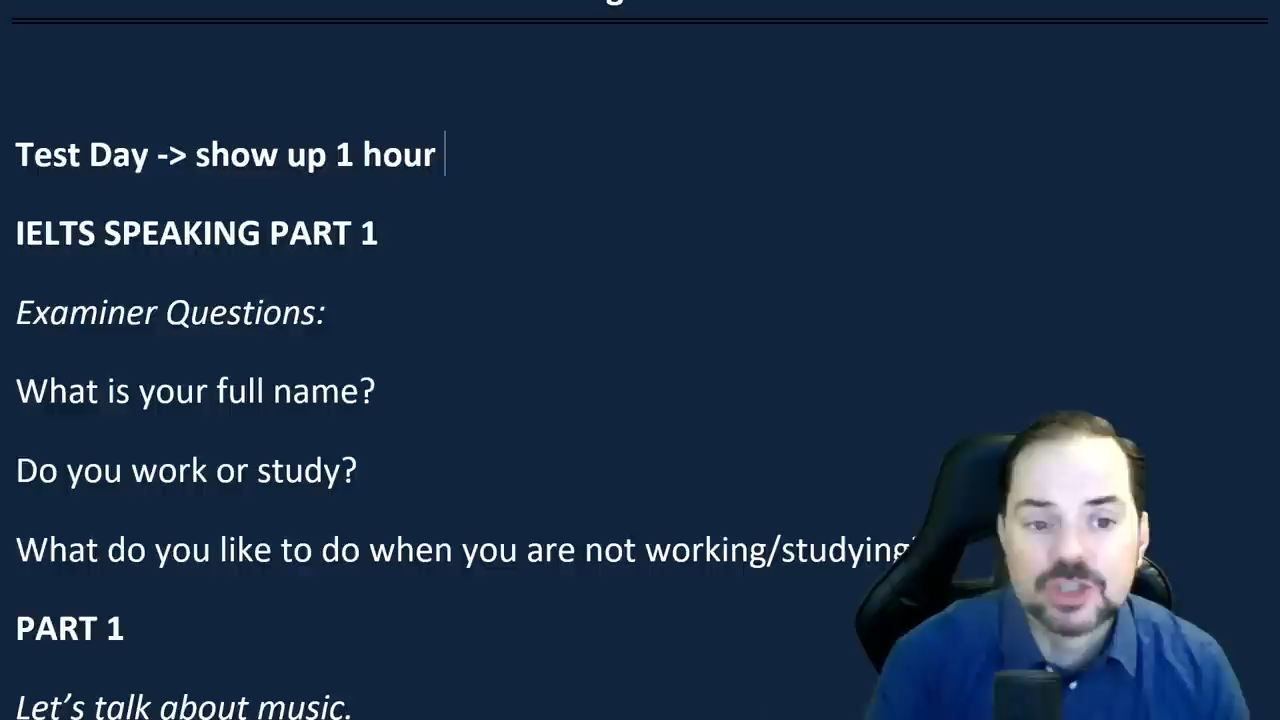 Test Day -> show up 1 hour
IELTS SPEAKING PART 1
Examiner Questions:
What is your full name?
Do you work or study?
What do you like to do when you are not working/studying?
PART 1
Let’s talk about music.